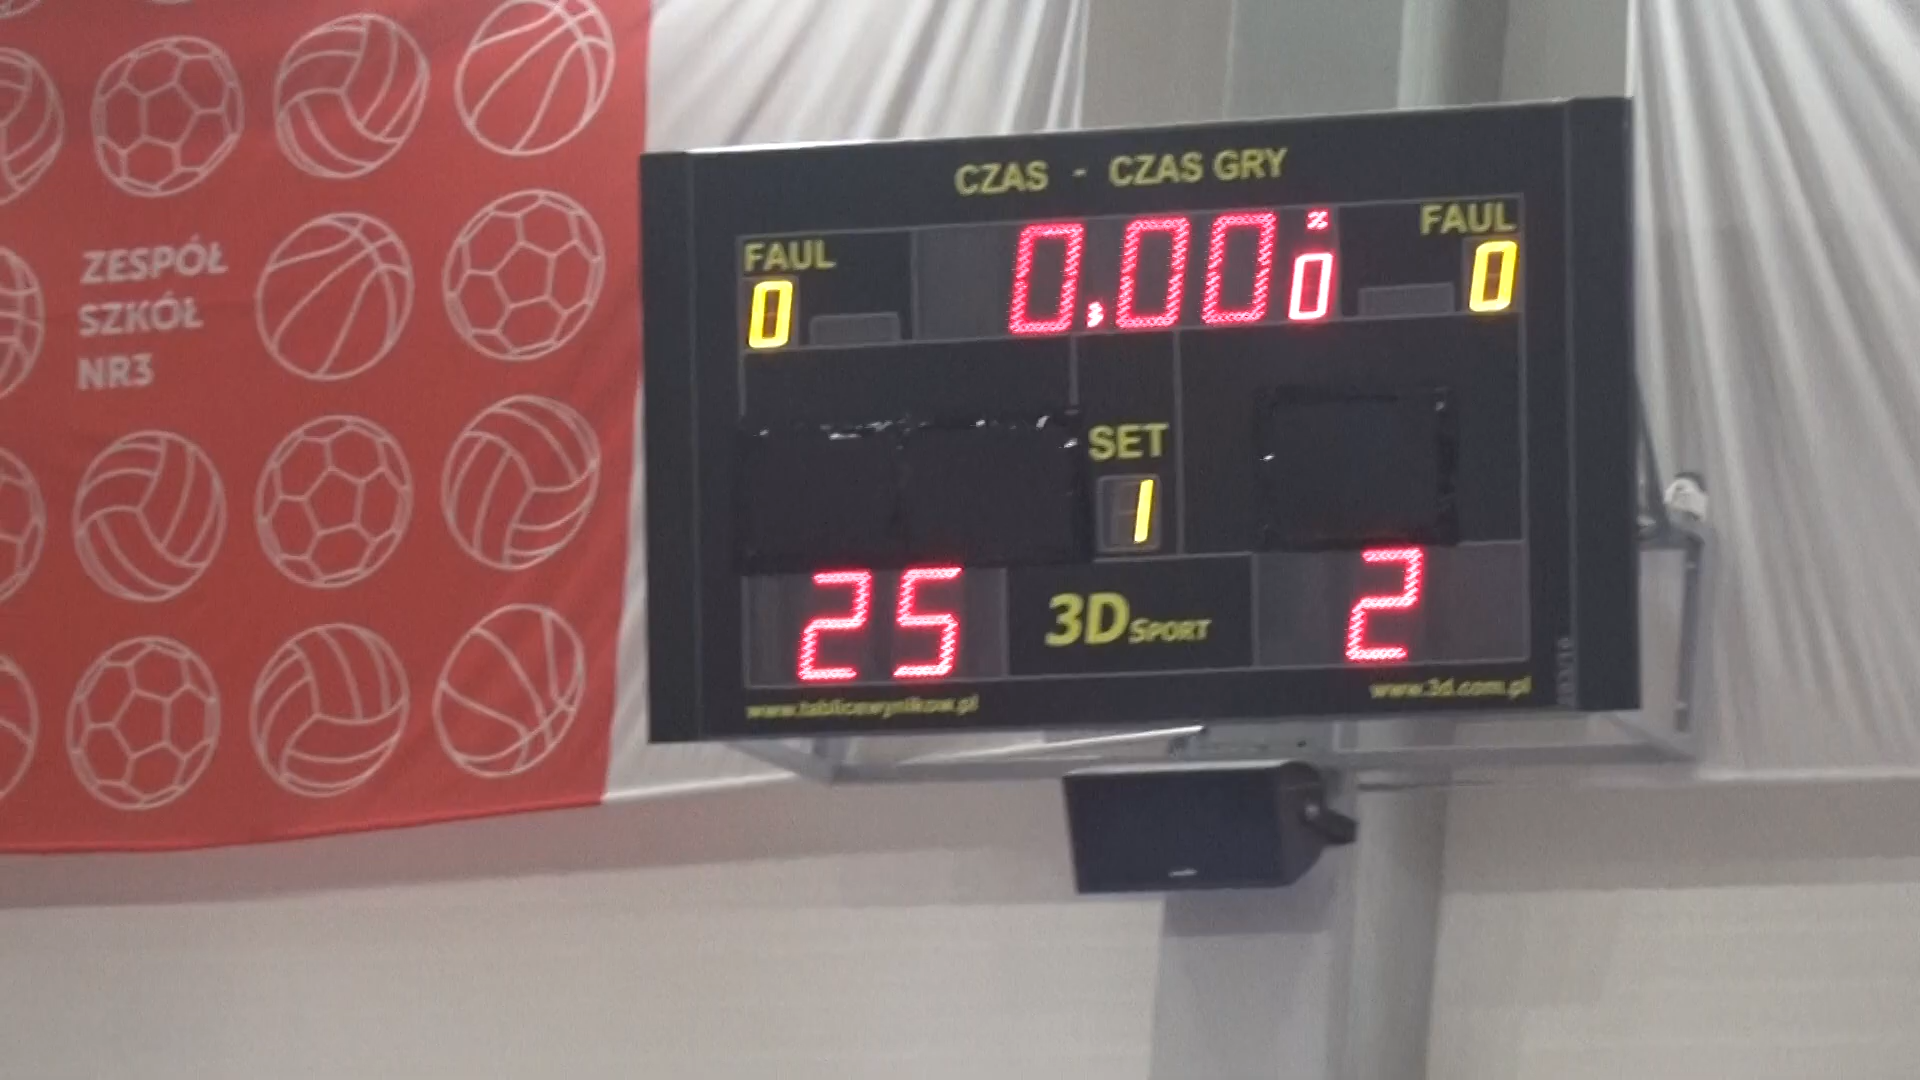 ZESPÓŁ
SZKÓŁ
NR3
CZAS - CZAS GRY
FAUL
0
0.00 0
FAUL
0
SET
1
25
3D SPORT
2
www.tablicewynikow.pl
www.3d.com.pl